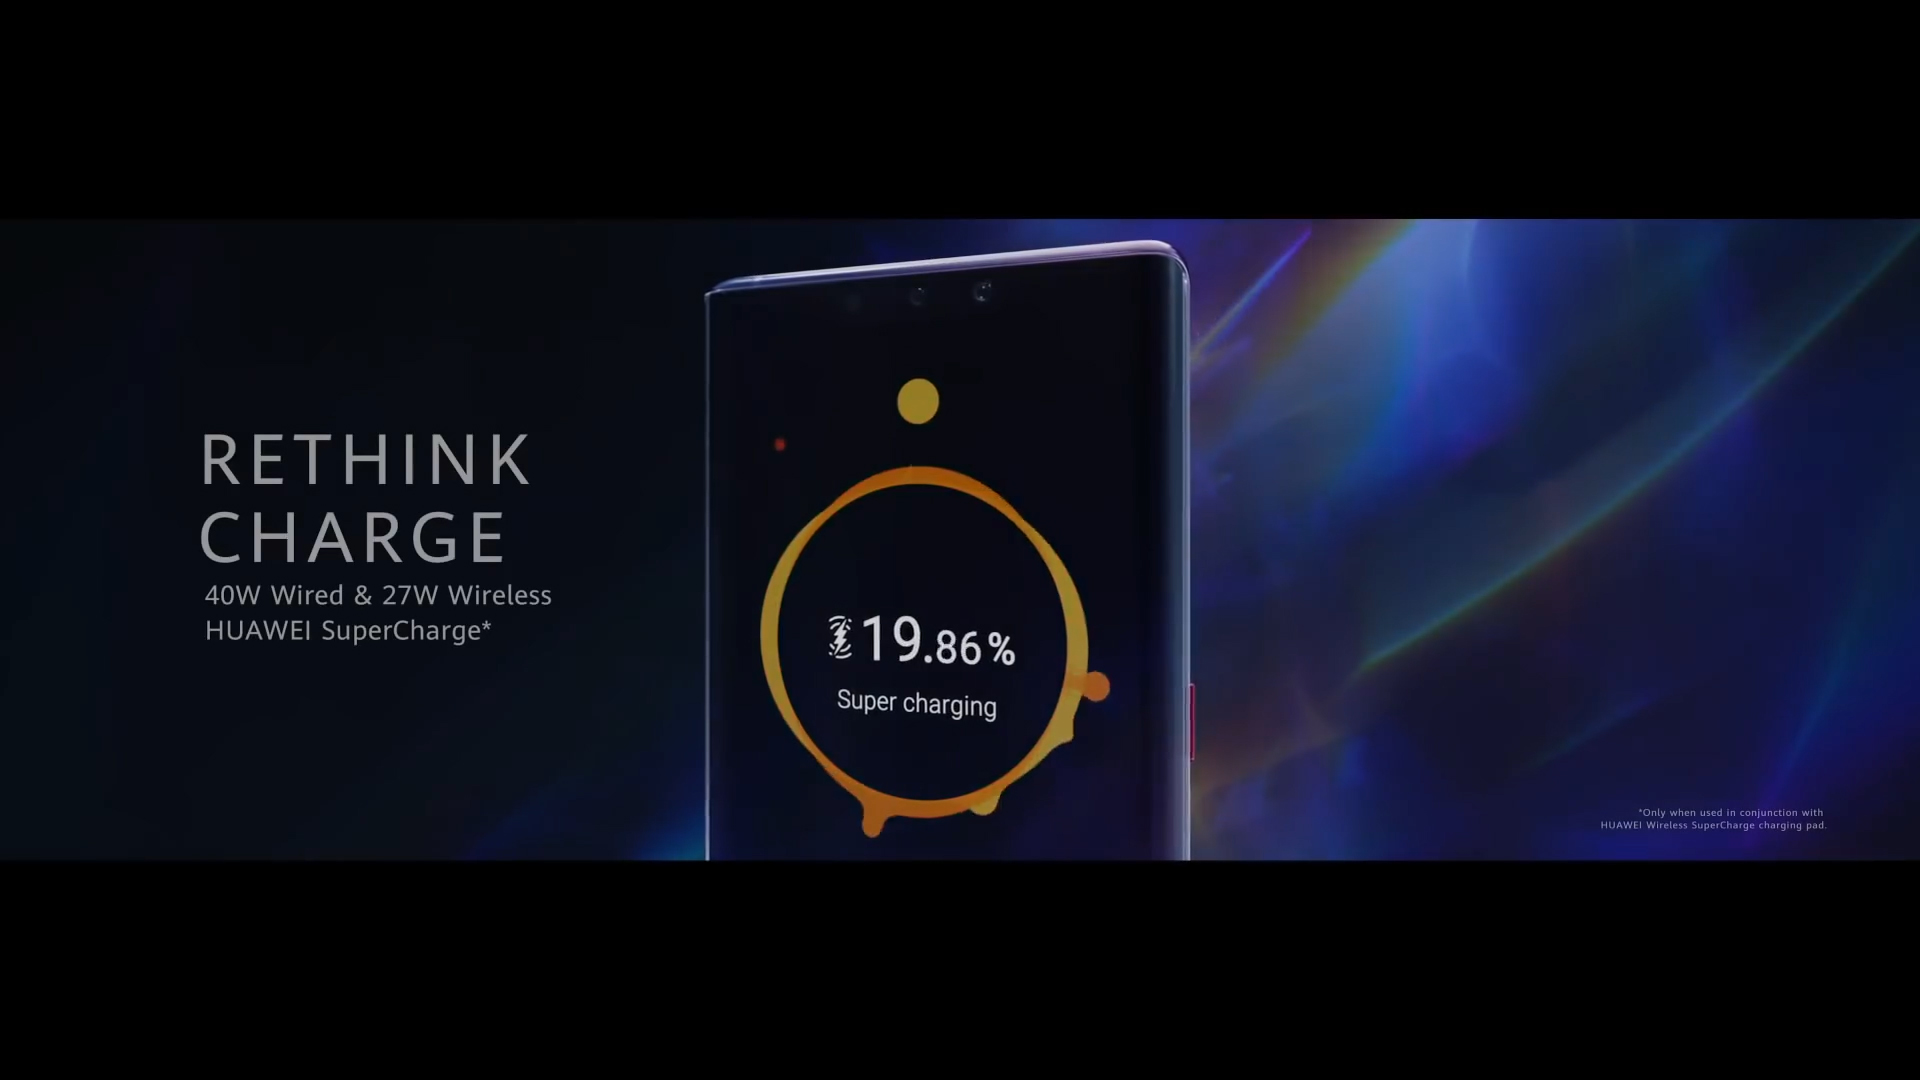 RETHINK
CHARGE
40W Wired & 27W Wireless
HUAWEI SuperCharge*
19.86%
Super charging
*Only when used in conjunction with
HUAWEI Wireless SuperCharge charging pad.